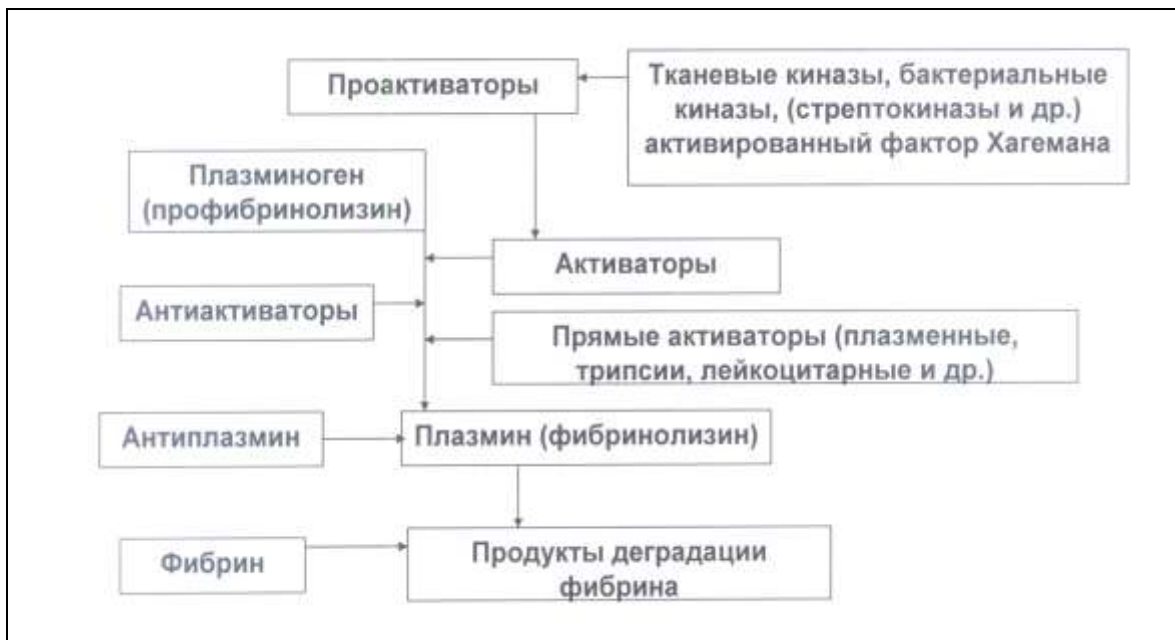 Проактиваторы
Тканевые киназы, бактериальные
киназы, (стрептокиназы и др.)
активированный фактор Хагемана
Плазминоген
(профибринолизин)
Активаторы
Антиактиваторы
Прямые активаторы (плазменные,
трипсии, лейкоцитарные и др.)
Антиплазмин
Плазмин (фибринолизин)
Фибрин
Продукты деградации
фибрина